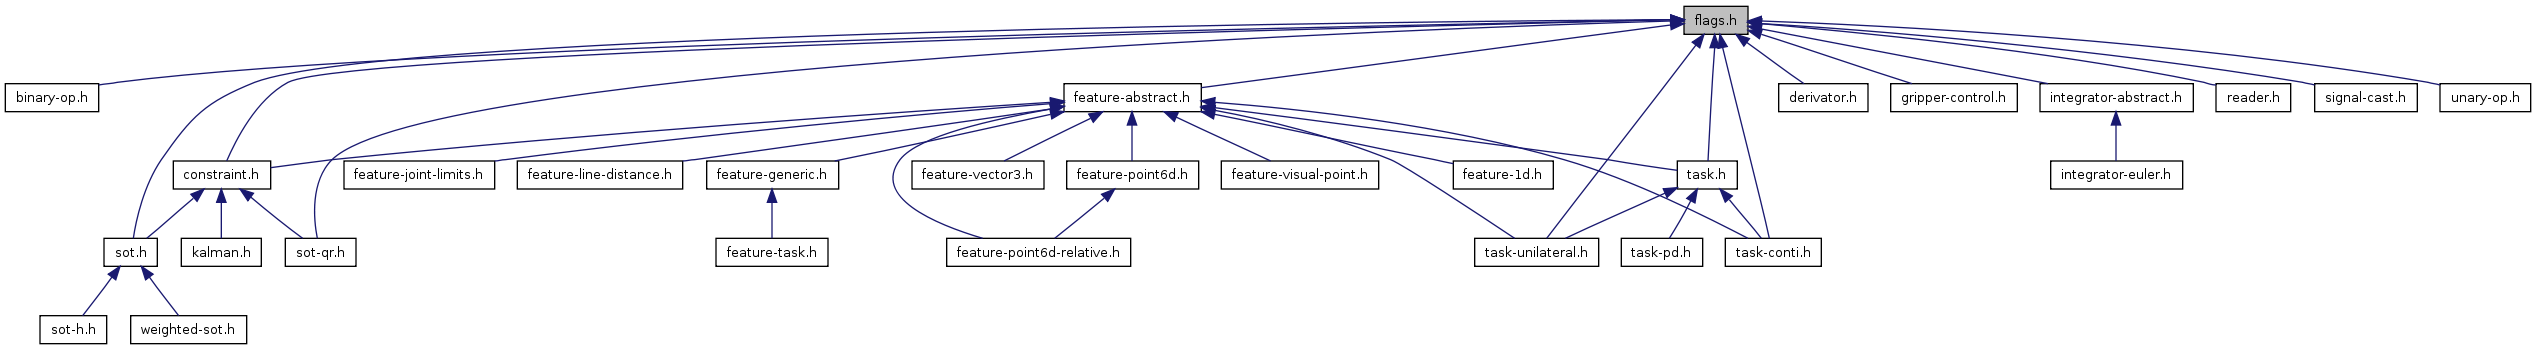 flags.h
binary-op.h
feature-abstract.h
derivator.h
gripper-control.h
integrator-abstract.h
reader.h
signal-cast.h
unary-op.h
constraint.h
feature-joint-limits.h
feature-line-distance.h
feature-generic.h
feature-vector3.h
feature-point6d.h
feature-visual-point.h
feature-1d.h
task.h
integrator-euler.h
sot.h
kalman.h
sot-qr.h
feature-task.h
feature-point6d-relative.h
task-unilateral.h
task-pd.h
task-conti.h
sot-h.h
weighted-sot.h